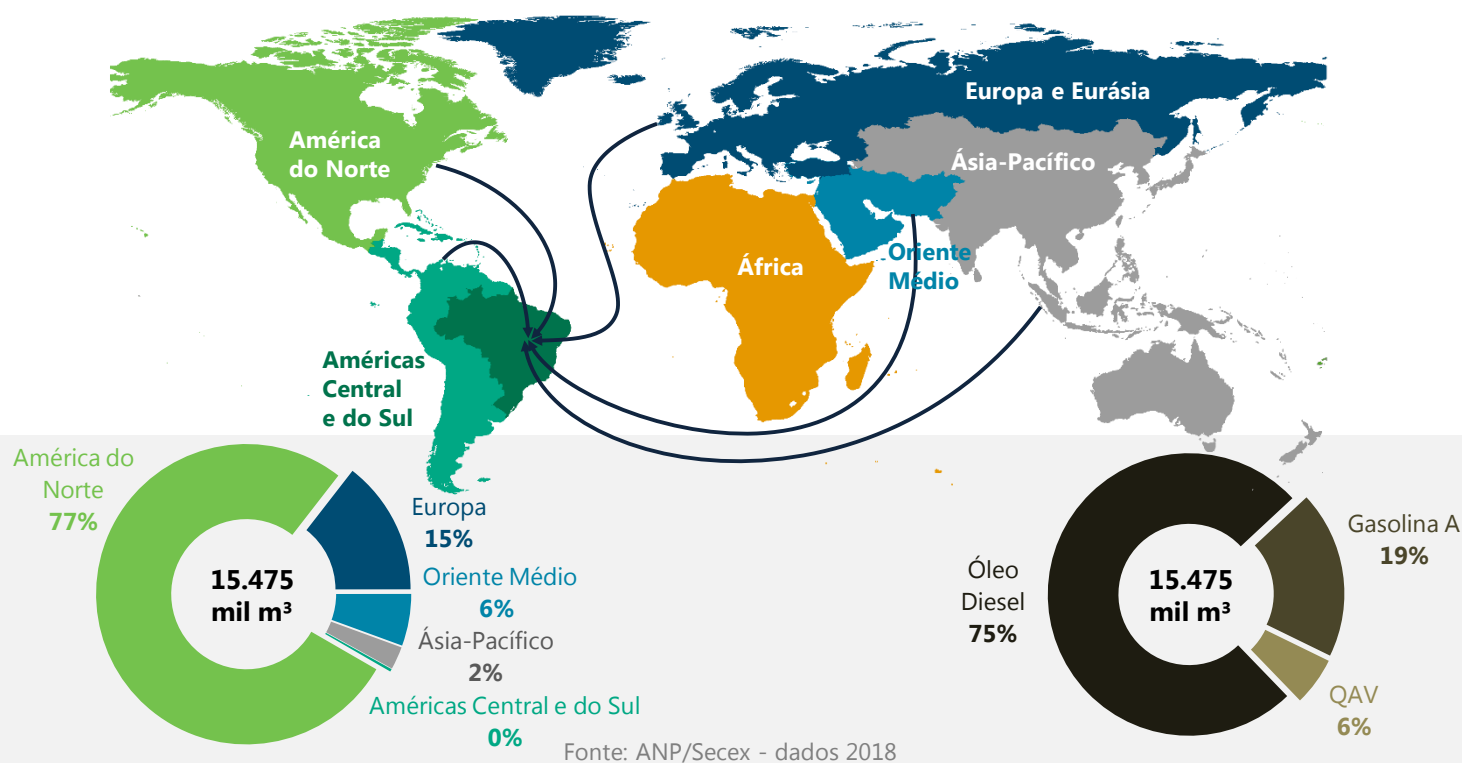 Europa e Eurásia
América
do Norte
Ásia-Pacífico
África
Oriente
Médio
Américas
Central
e do Sul
América do
Norte
77%
15.475
mil m³
Europa
15%
Oriente Médio
6%
Ásia-Pacífico
2%
Américas Central e do Sul
0%
Óleo
Diesel
75%
15.475
mil m³
Gasolina A
19%
QAV
6%
Fonte: ANP/Secex - dados 2018